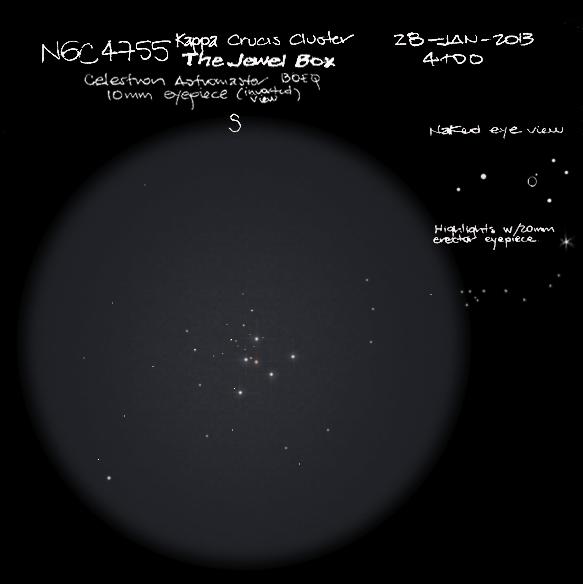 NGC 4755 Kappa Crucis Cluster
The Jewel Box
Celestron Astromaster 80EQ
10mm eyepiece (inverted view)
28-JAN-2013
4+00
S
Naked eye view
Highlights w/20mm
erector eyepiece